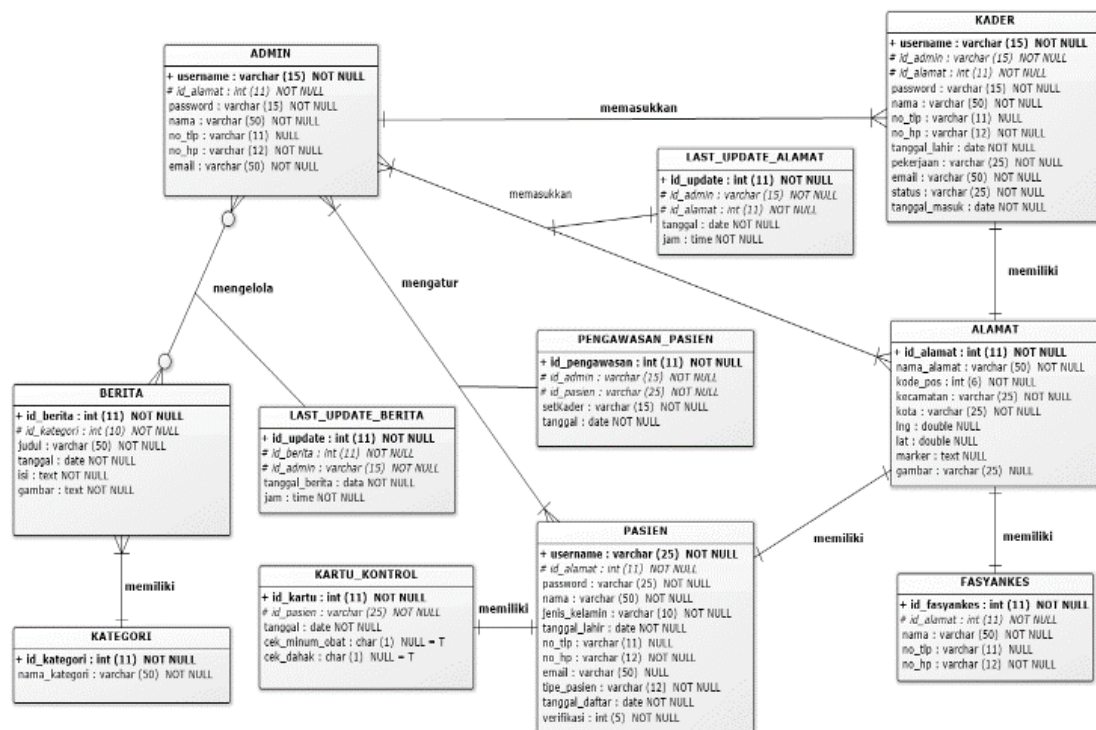 ADMIN
+ username : varchar (15) NOT NULL
# id_alamat : int (11) NOT NULL
password : varchar (15) NOT NULL
nama : varchar (50) NOT NULL
no_tlp : varchar (11) NULL
no_hp : varchar (12) NOT NULL
email : varchar (50) NOT NULL
memasukkan
KADER
+ username : varchar (15) NOT NULL
# id_admin : varchar (15) NOT NULL
# id_alamat : int (11) NOT NULL
password : varchar (15) NOT NULL
nama : varchar (50) NOT NULL
no_tlp : varchar (11) NULL
no_hp : varchar (12) NOT NULL
tanggal_lahir : date NOT NULL
pekerjaan : varchar (25) NOT NULL
email : varchar (50) NOT NULL
status : varchar (25) NOT NULL
tanggal_masuk : date NOT NULL
memasukkan
LAST_UPDATE_ALAMAT
+ id_update : int (11) NOT NULL
# id_admin : varchar (15) NOT NULL
# id_alamat : int (11) NOT NULL
tanggal : date NOT NULL
jam : time NOT NULL
mengelola
mengatur
memiliki
PENGAWASAN_PASIEN
+ id_pengawasan : int (11) NOT NULL
# id_admin : varchar (15) NOT NULL
# id_pasien : varchar (25) NOT NULL
setKader : varchar (15) NOT NULL
tanggal : date NOT NULL
ALAMAT
+ id_alamat : int (11) NOT NULL
nama_alamat : varchar (50) NOT NULL
kode_pos : int (6) NOT NULL
kecamatan : varchar (25) NOT NULL
kota : varchar (25) NOT NULL
lng : double NULL
lat : double NULL
marker : text NULL
gambar : varchar (25) NULL
BERITA
+ id_berita : int (11) NOT NULL
# id_kategori : int (10) NOT NULL
judul : varchar (50) NOT NULL
tanggal : date NOT NULL
isi : text NOT NULL
gambar : text NOT NULL
LAST_UPDATE_BERITA
+ id_update : int (11) NOT NULL
# id_berita : int (11) NOT NULL
# id_admin : varchar (15) NOT NULL
tanggal_berita : data NOT NULL
jam : time NOT NULL
memiliki
KATEGORI
+ id_kategori : int (11) NOT NULL
nama_kategori : varchar (50) NOT NULL
KARTU_KONTROL
+ id_kartu : int (11) NOT NULL
# id_pasien : varchar (25) NOT NULL
tanggal : date NOT NULL
cek_minum_obat : char (1) NULL = T
cek_dahak : char (1) NULL = T
memiliki
PASIEN
+ username : varchar (25) NOT NULL
# id_alamat : int (11) NOT NULL
password : varchar (25) NOT NULL
nama : varchar (50) NOT NULL
jenis_kelamin : varchar (10) NOT NULL
tanggal_lahir : date NOT NULL
no_tlp : varchar (11) NULL
no_hp : varchar (12) NOT NULL
email : varchar (50) NULL
tipe_pasien : varchar (12) NOT NULL
tanggal_daftar : date NOT NULL
verifikasi : int (5) NOT NULL
memiliki
memiliki
FASYANKES
+ id_fasyankes : int (11) NOT NULL
# id_alamat : int (11) NOT NULL
nama : varchar (50) NOT NULL
no_tlp : varchar (11) NULL
no_hp : varchar (12) NOT NULL